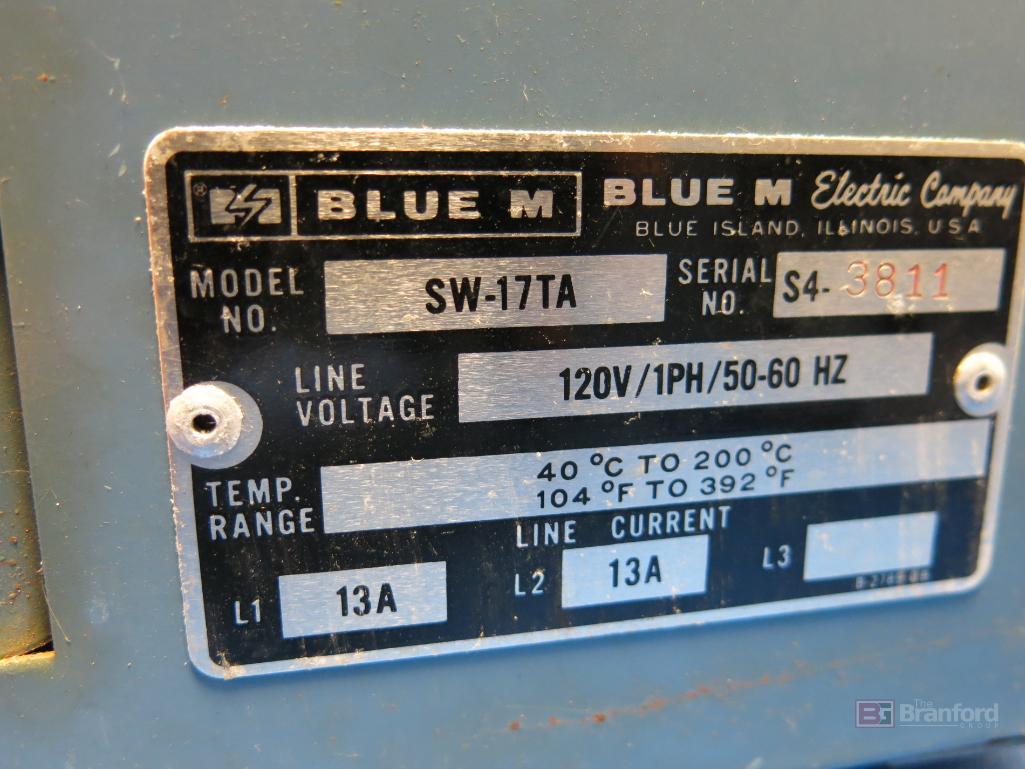 ® BLUE M BLUE M Electric Company
BLUE ISLAND, ILLINOIS, U.S.A.
MODEL NO. SW-17TA SERIAL NO. S4-3811
LINE VOLTAGE 120V/1PH/50-60 HZ
TEMP. RANGE 40 °C TO 200 °C
104 °F TO 392 °F
LINE CURRENT
L1 13A L2 13A L3
BG The Branford
GROUP